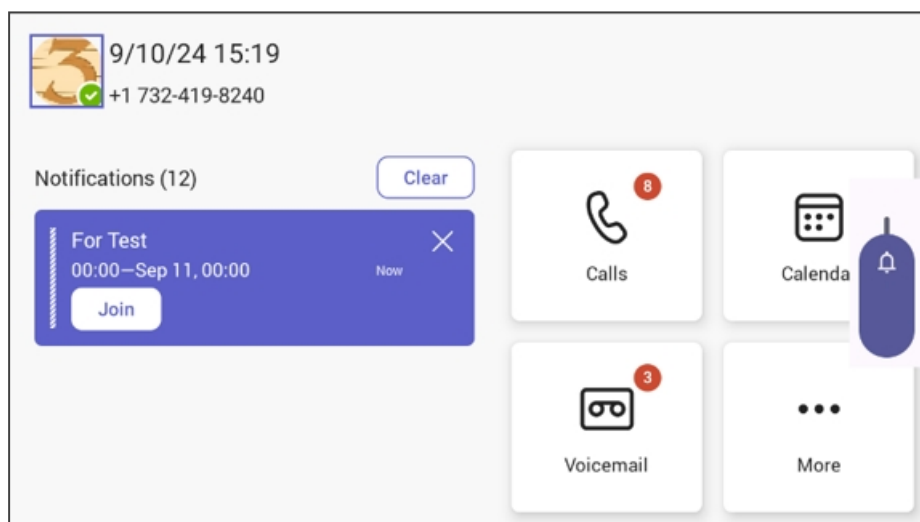 9/10/24 15:19
+1 732-419-8240
Notifications (12)
Clear
For Test
00:00–Sep 11, 00:00
Now
Join
8
Calls
Calenda
3
Voicemail
More